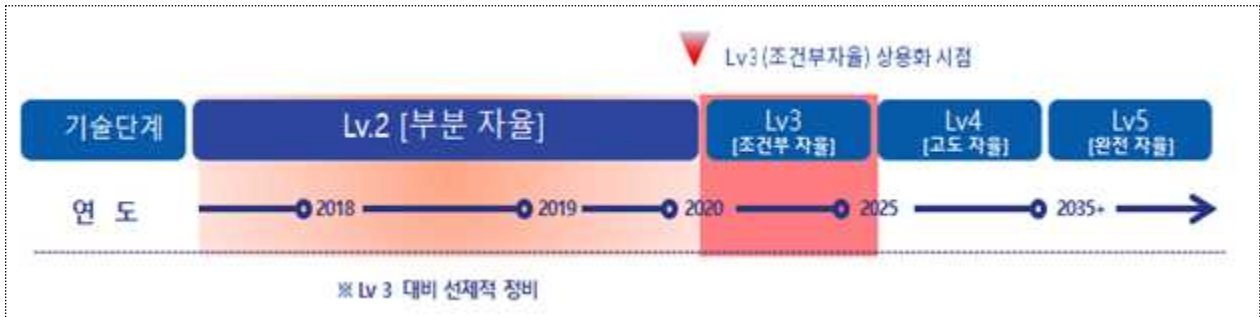 Lv3 (조건부자율) 상용화 시점
기술단계 Lv.2 [부분 자율] Lv3 Lv4 Lv5
[조건부 자율] [고도 자율] [완전 자율]
연 도 2018 2019 2020 2025 2035+
※ Lv 3 대비 선제적 정비